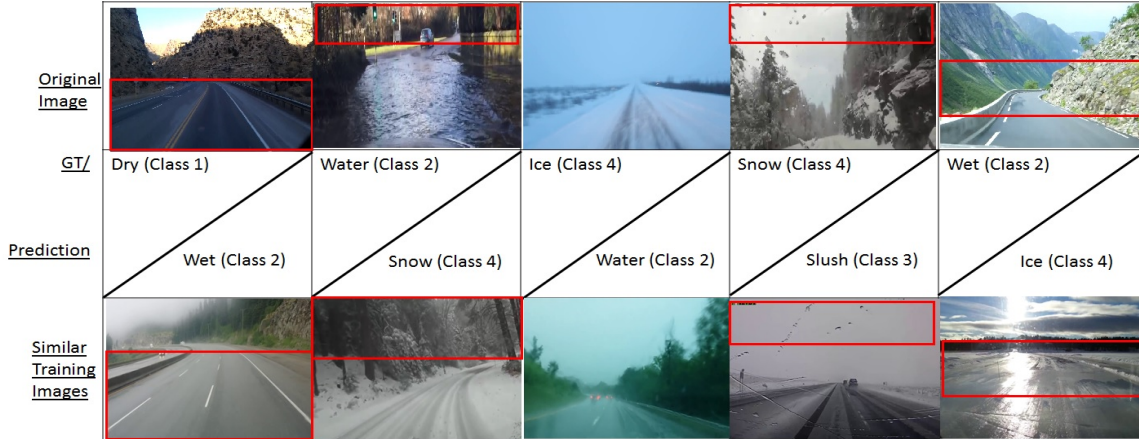 Original
Image
GT/
Dry (Class 1)
Water (Class 2)
Ice (Class 4)
Snow (Class 4)
Wet (Class 2)
Prediction
Wet (Class 2)
Snow (Class 4)
Water (Class 2)
Slush (Class 3)
Ice (Class 4)
Similar
Training
Images